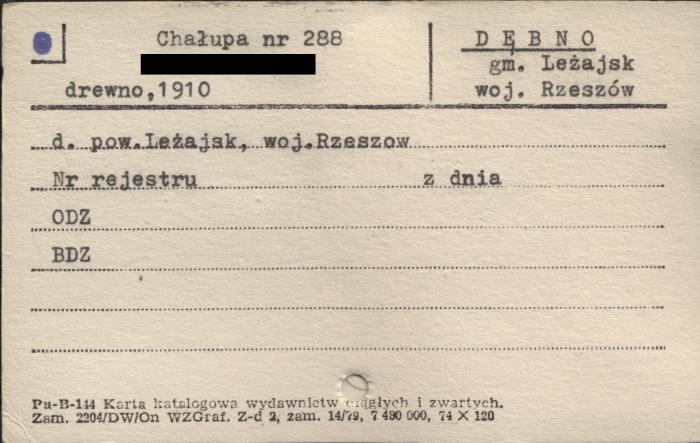 Chałupa nr 288
drewno,1910
DĘBNO
gm. Leżajsk
woj. Rzeszów
d. pow.Leżajsk, woj.Rzeszow
Nr rejestru z dnia
ODZ
BDZ
Pu-B-144 Karta katalogowa wydawnictw ciągłych i zwartych.
Zam. 2204/DW/On WZGraf. Z-d 2, zam. 14/79, 7 480 000, 74 X 120